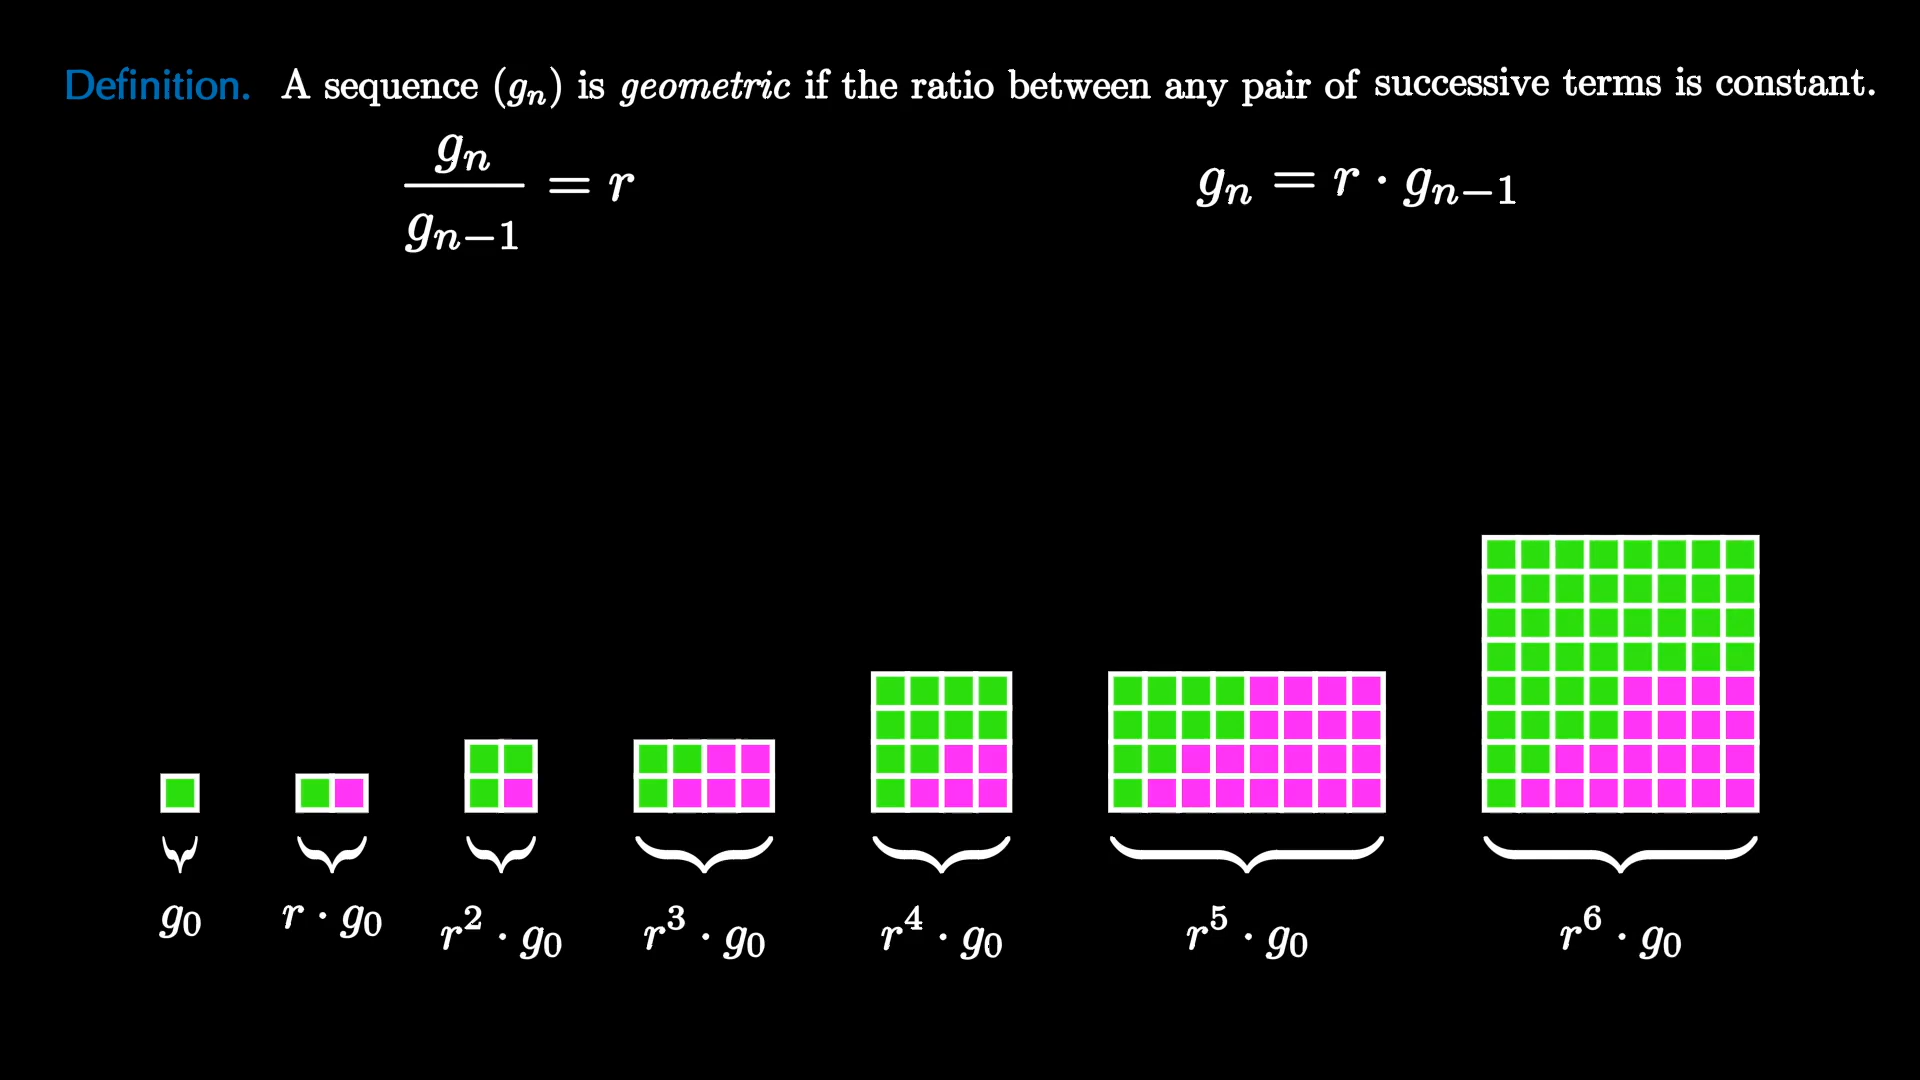 Definition. A sequence (gₙ) is geometric if the ratio between any pair of successive terms is constant.
gₙ / gₙ₋₁ = r
gₙ = r · gₙ₋₁
g₀ r · g₀ r² · g₀ r³ · g₀ r⁴ · g₀ r⁵ · g₀ r⁶ · g₀